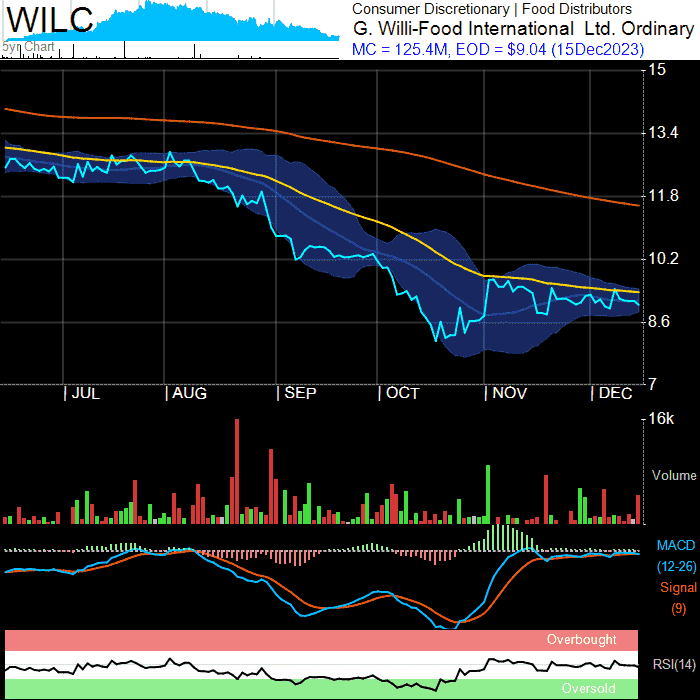 WILC
5yr Chart
Consumer Discretionary | Food Distributors
G. Willi-Food International Ltd. Ordinary
MC = 125.4M, EOD = $9.04 (15Dec2023)
15
13.4
11.8
10.2
8.6
7
| JUL | AUG | SEP | OCT | NOV | DEC
16k
Volume
MACD
(12-26)
Signal
(9)
Overbought
RSI(14)
Oversold